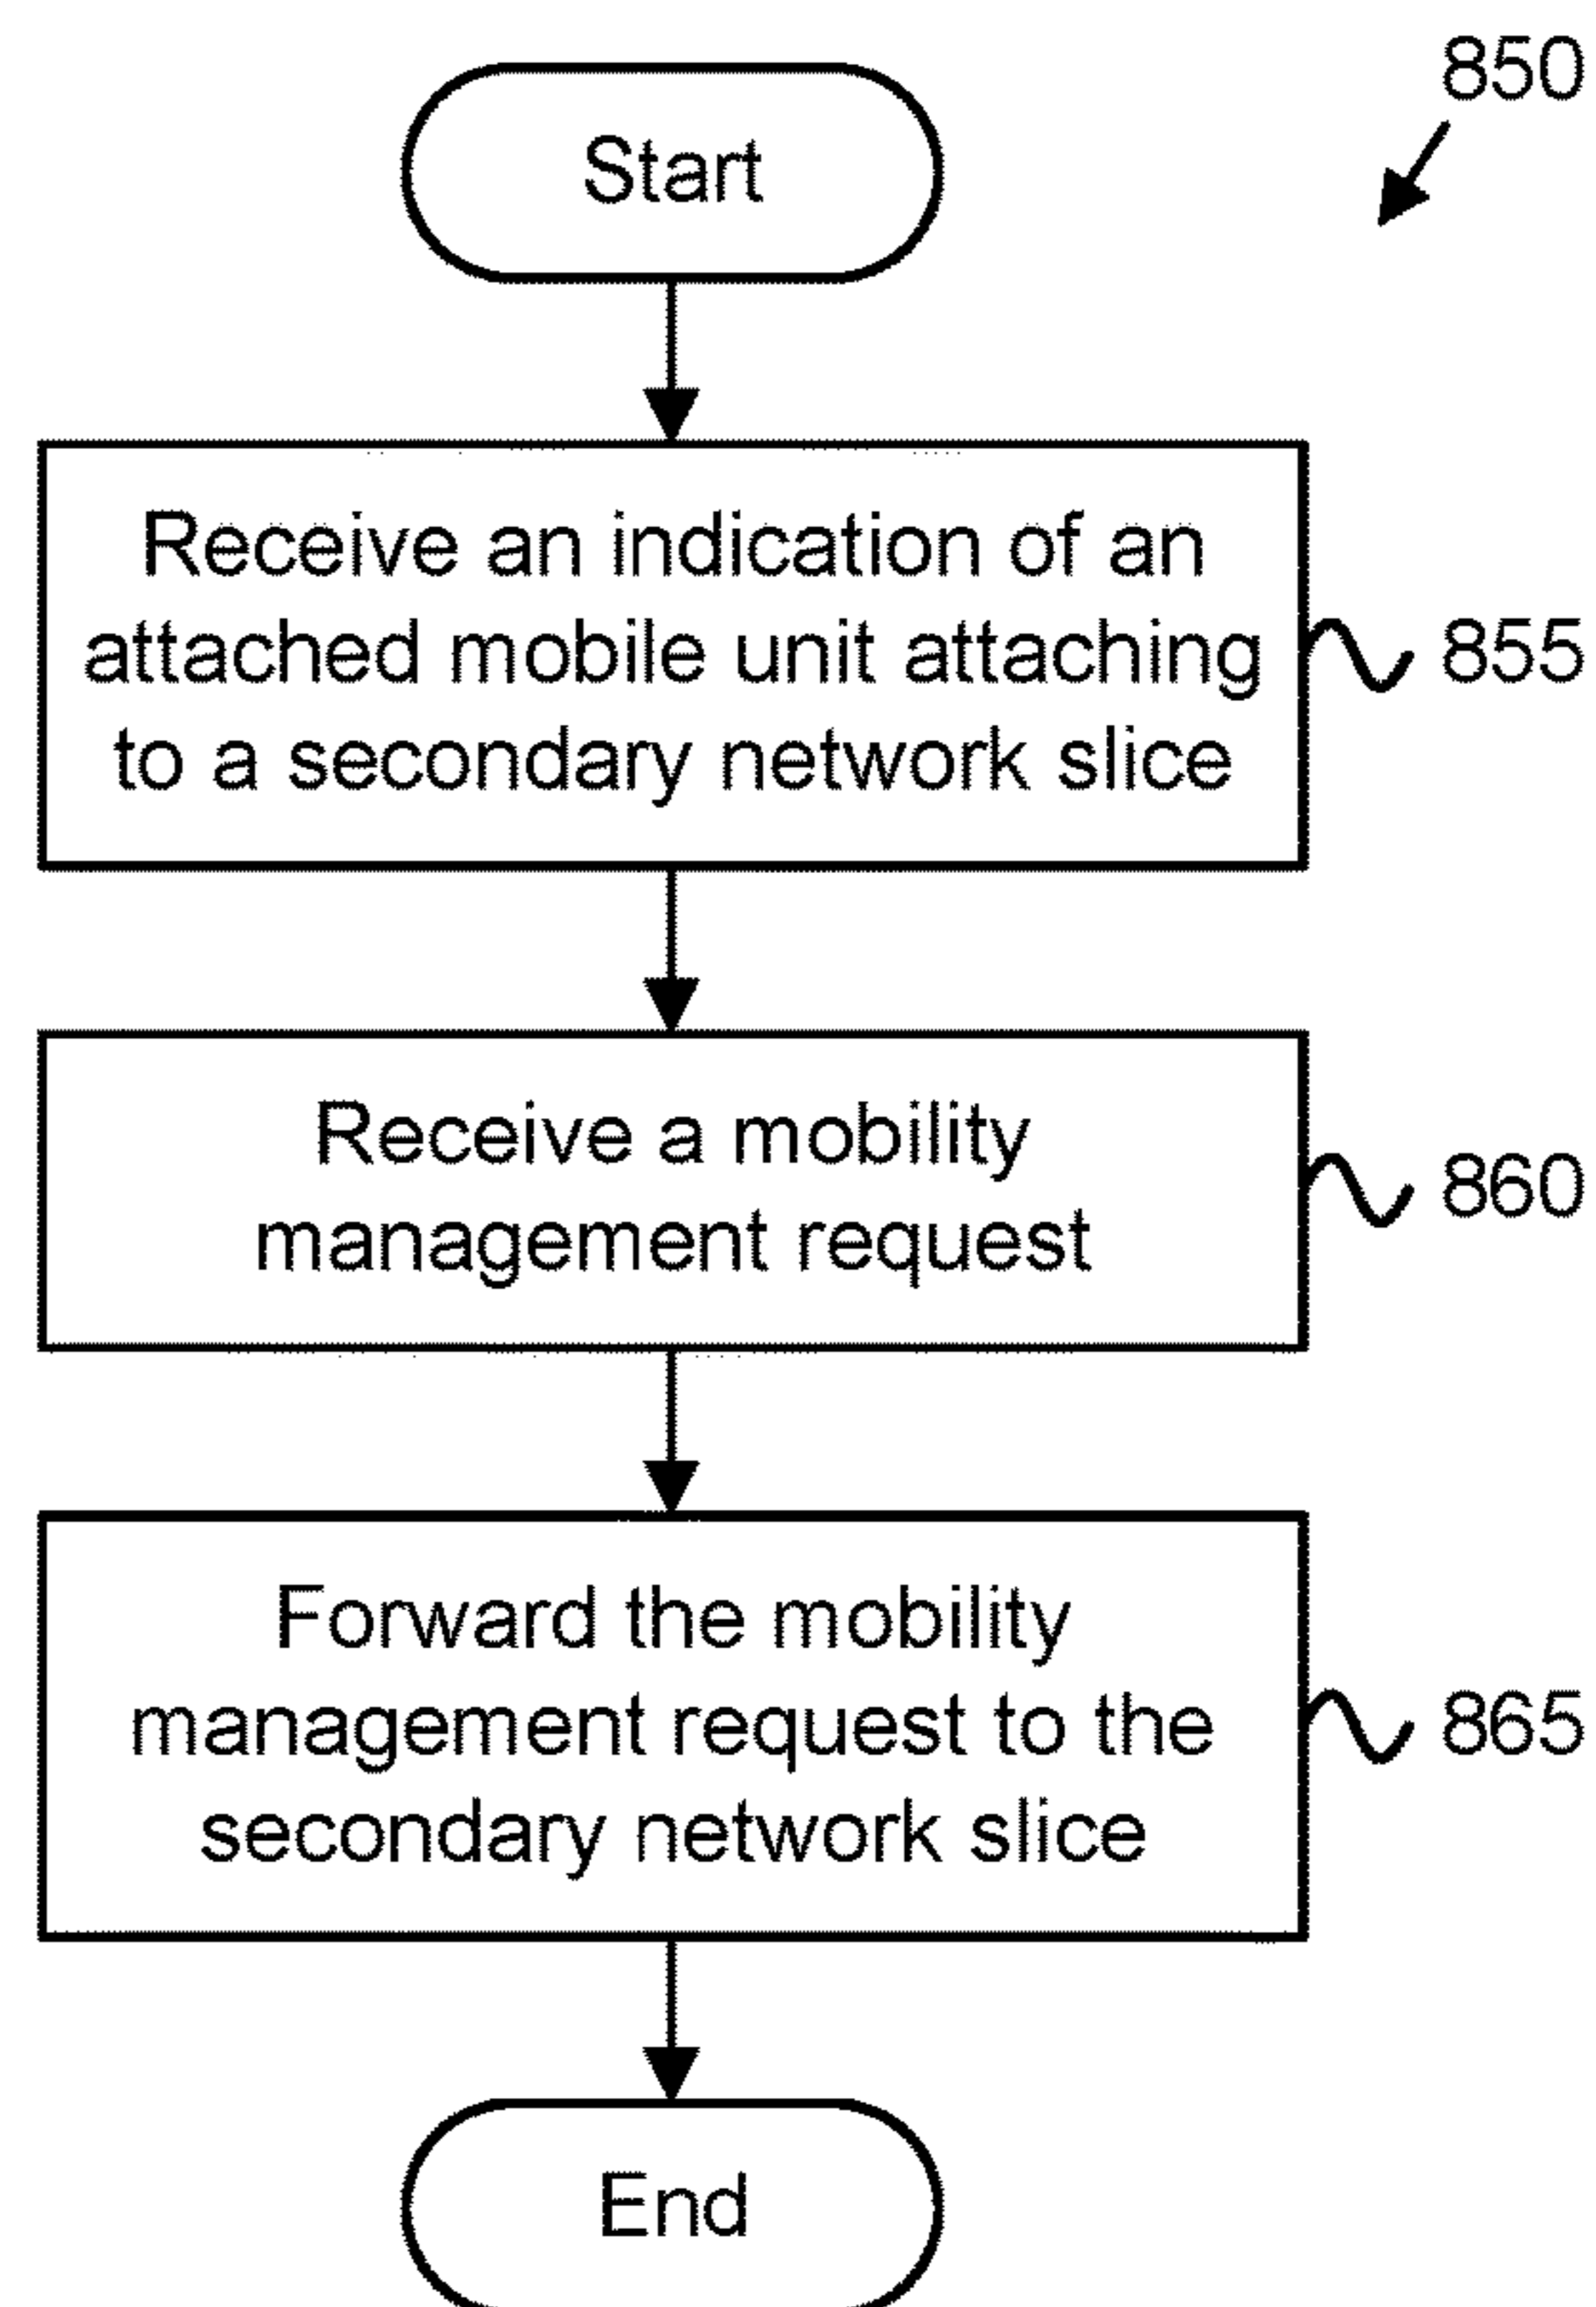 850
Start
Receive an indication of an
attached mobile unit attaching
to a secondary network slice
855
Receive a mobility
management request
860
Forward the mobility
management request to the
secondary network slice
865
End